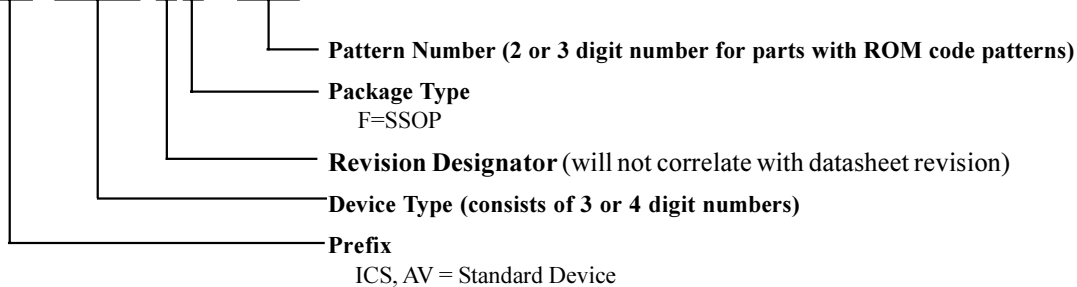 Pattern Number (2 or 3 digit number for parts with ROM code patterns)
Package Type
F=SSOP
Revision Designator (will not correlate with datasheet revision)
Device Type (consists of 3 or 4 digit numbers)
Prefix
ICS, AV = Standard Device